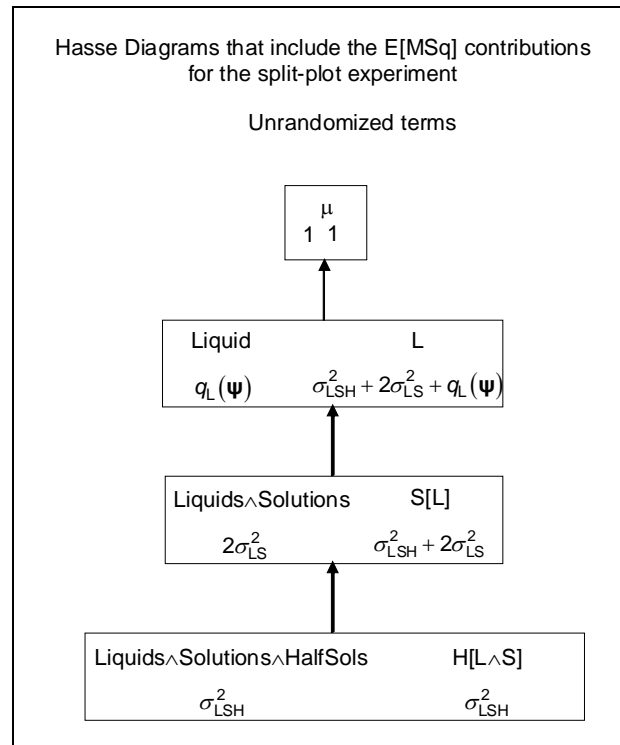 Hasse Diagrams that include the E[MSq] contributions
for the split-plot experiment
Unrandomized terms
μ
1 1
Liquid L
q_L(ψ) σ²_LSH + 2σ²_LS + q_L(ψ)
Liquids∧Solutions S[L]
2σ²_LS σ²_LSH + 2σ²_LS
Liquids∧Solutions∧HalfSols H[L∧S]
σ²_LSH σ²_LSH